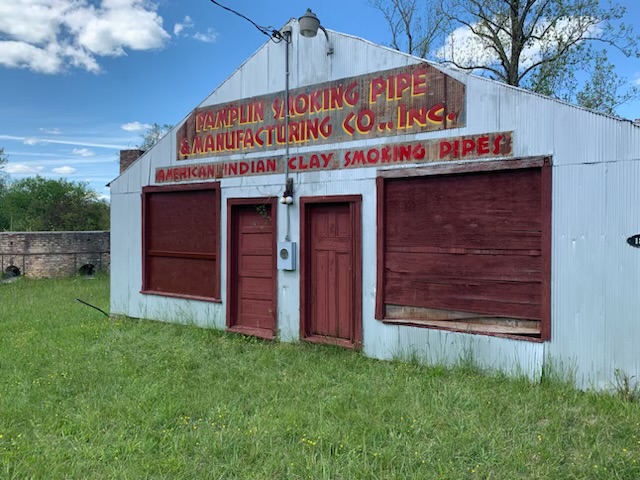 PAMPLIN SMOKING PIPE
& MANUFACTURING CO., INC.
AMERICAN INDIAN CLAY SMOKING PIPES